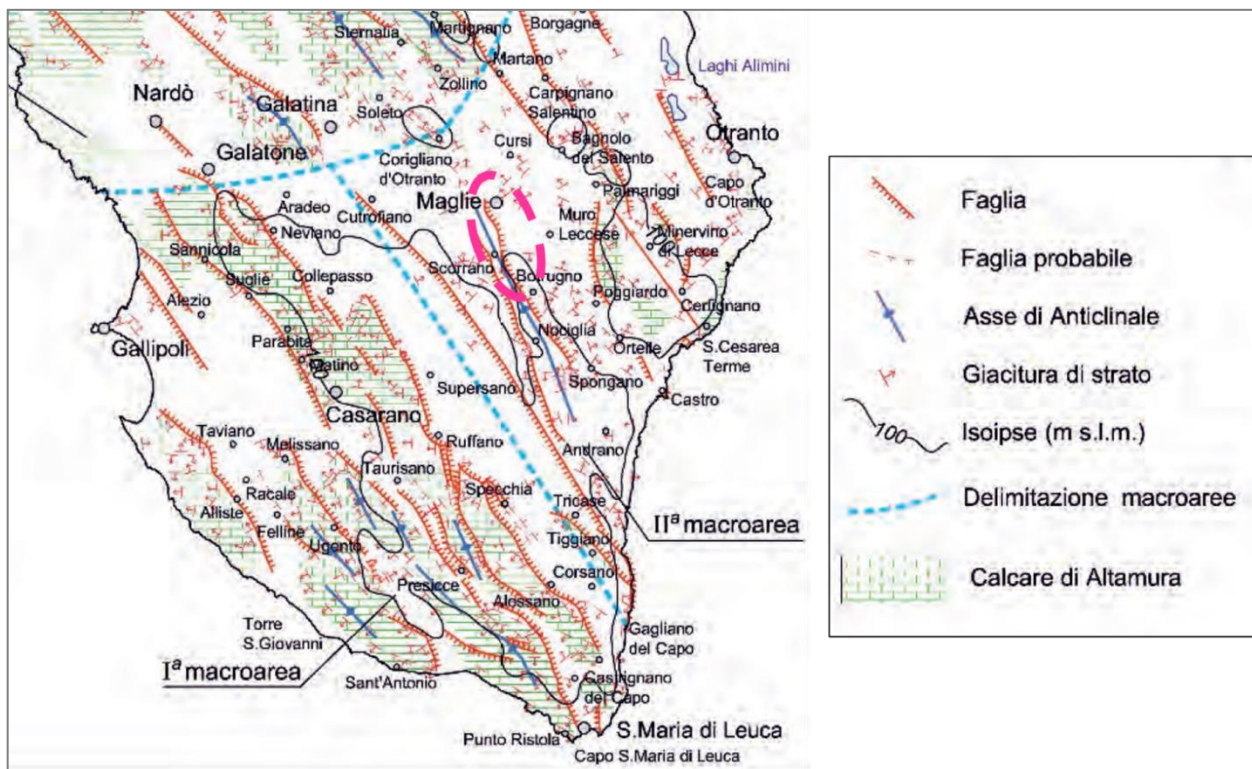 Borgagne
Sternatia
Martignano
Martano
Laghi Alimini
Zollino
Nardò
Galatina
Soleto
Carpignano
Salentino
Otranto
Cursi
Bagnolo
del Salento
Galatone
Corigliano
d'Otranto
Palmariggi
Capo
d'Otranto
Maglie
Aradeo
Cutrofiano
Muro
Leccese
Minervino
di Lecce
100
Neviano
Sannicola
Scorrano
Botrugno
Collepasso
Suglie
Poggiardo
Cerfignano
Alezio
Nociglia
Gallipoli
Parabita
Ortelle
S.Cesarea
Terme
Matino
100
Supersano
Spongano
Castro
Casarano
Taviano
Melissano
Ruffano
Andrano
Taurisano
Racale
Specchia
Tricase
Alliste
Felline
IIª macroarea
Ugento
Tiggiano
Presicce
Corsano
Alessano
Torre
S.Giovanni
Gagliano
del Capo
Iª macroarea
Sant'Antonio
Castrignano
del Capo
S.Maria di Leuca
Punto Ristola
Capo S.Maria di Leuca
Faglia
Faglia probabile
Asse di Anticlinale
Giacitura di strato
100
Isoipse (m s.l.m.)
Delimitazione macroaree
Calcare di Altamura